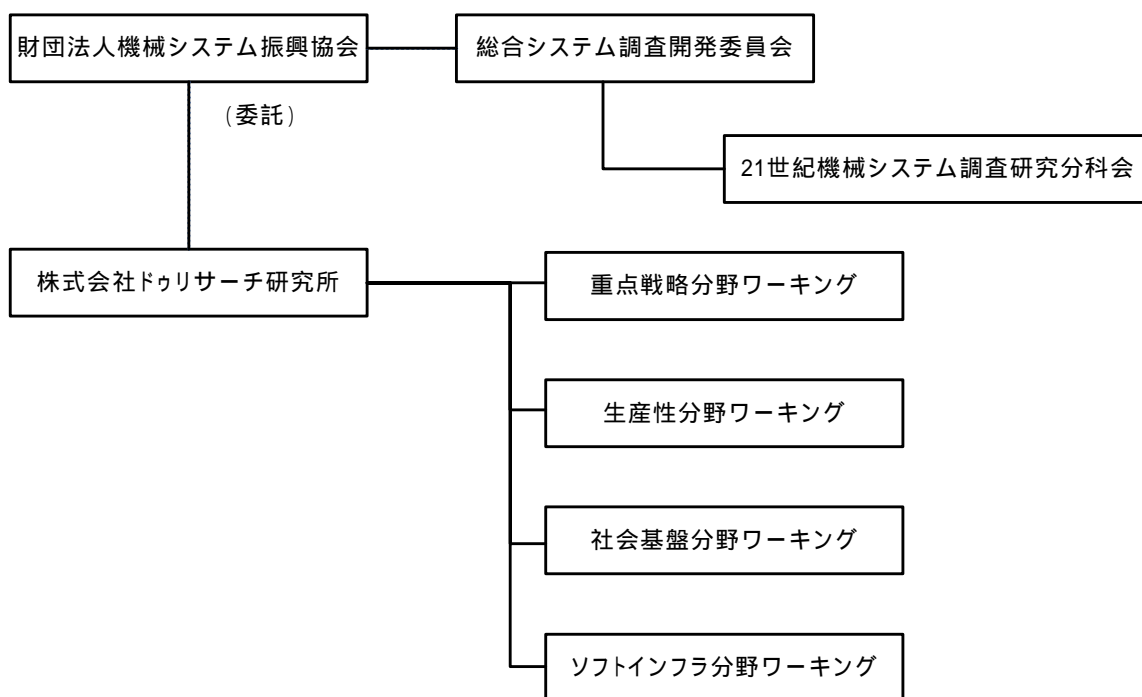 財団法人機械システム振興協会
総合システム調査開発委員会
(委託)
21世紀機械システム調査研究分科会
株式会社ドゥリサーチ研究所
重点戦略分野ワーキング
生産性分野ワーキング
社会基盤分野ワーキング
ソフトインフラ分野ワーキング